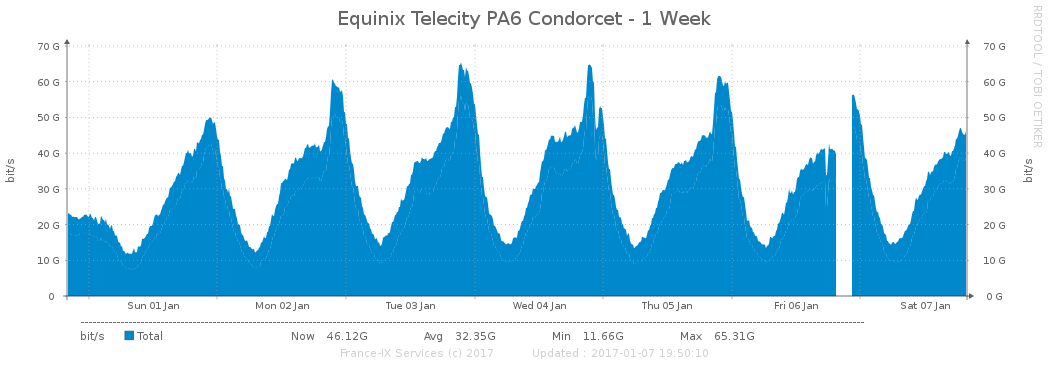 Equinix Telecity PA6 Condorcet - 1 Week
RRDTOOL / TOBI OETIKER
70 G 70 G
60 G 60 G
50 G 50 G
40 G 40 G
bit/s bit/s
30 G 30 G
20 G 20 G
10 G 10 G
0 0 G
Sun 01 Jan Mon 02 Jan Tue 03 Jan Wed 04 Jan Thu 05 Jan Fri 06 Jan Sat 07 Jan
bit/s Total Now 46.12G Avg 32.35G Min 11.66G Max 65.31G
France-IX Services (c) 2017 Updated : 2017-01-07 19:50:10